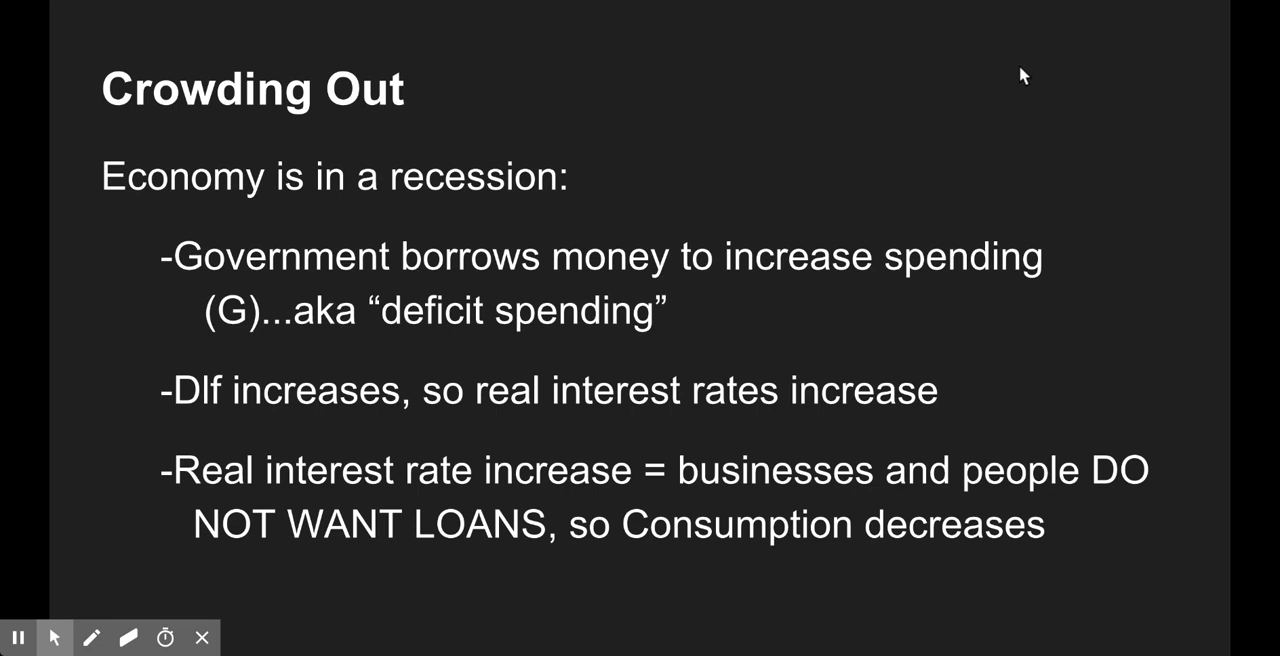 Crowding Out
Economy is in a recession:
-Government borrows money to increase spending
(G)...aka “deficit spending”
-Dlf increases, so real interest rates increase
-Real interest rate increase = businesses and people DO
NOT WANT LOANS, so Consumption decreases